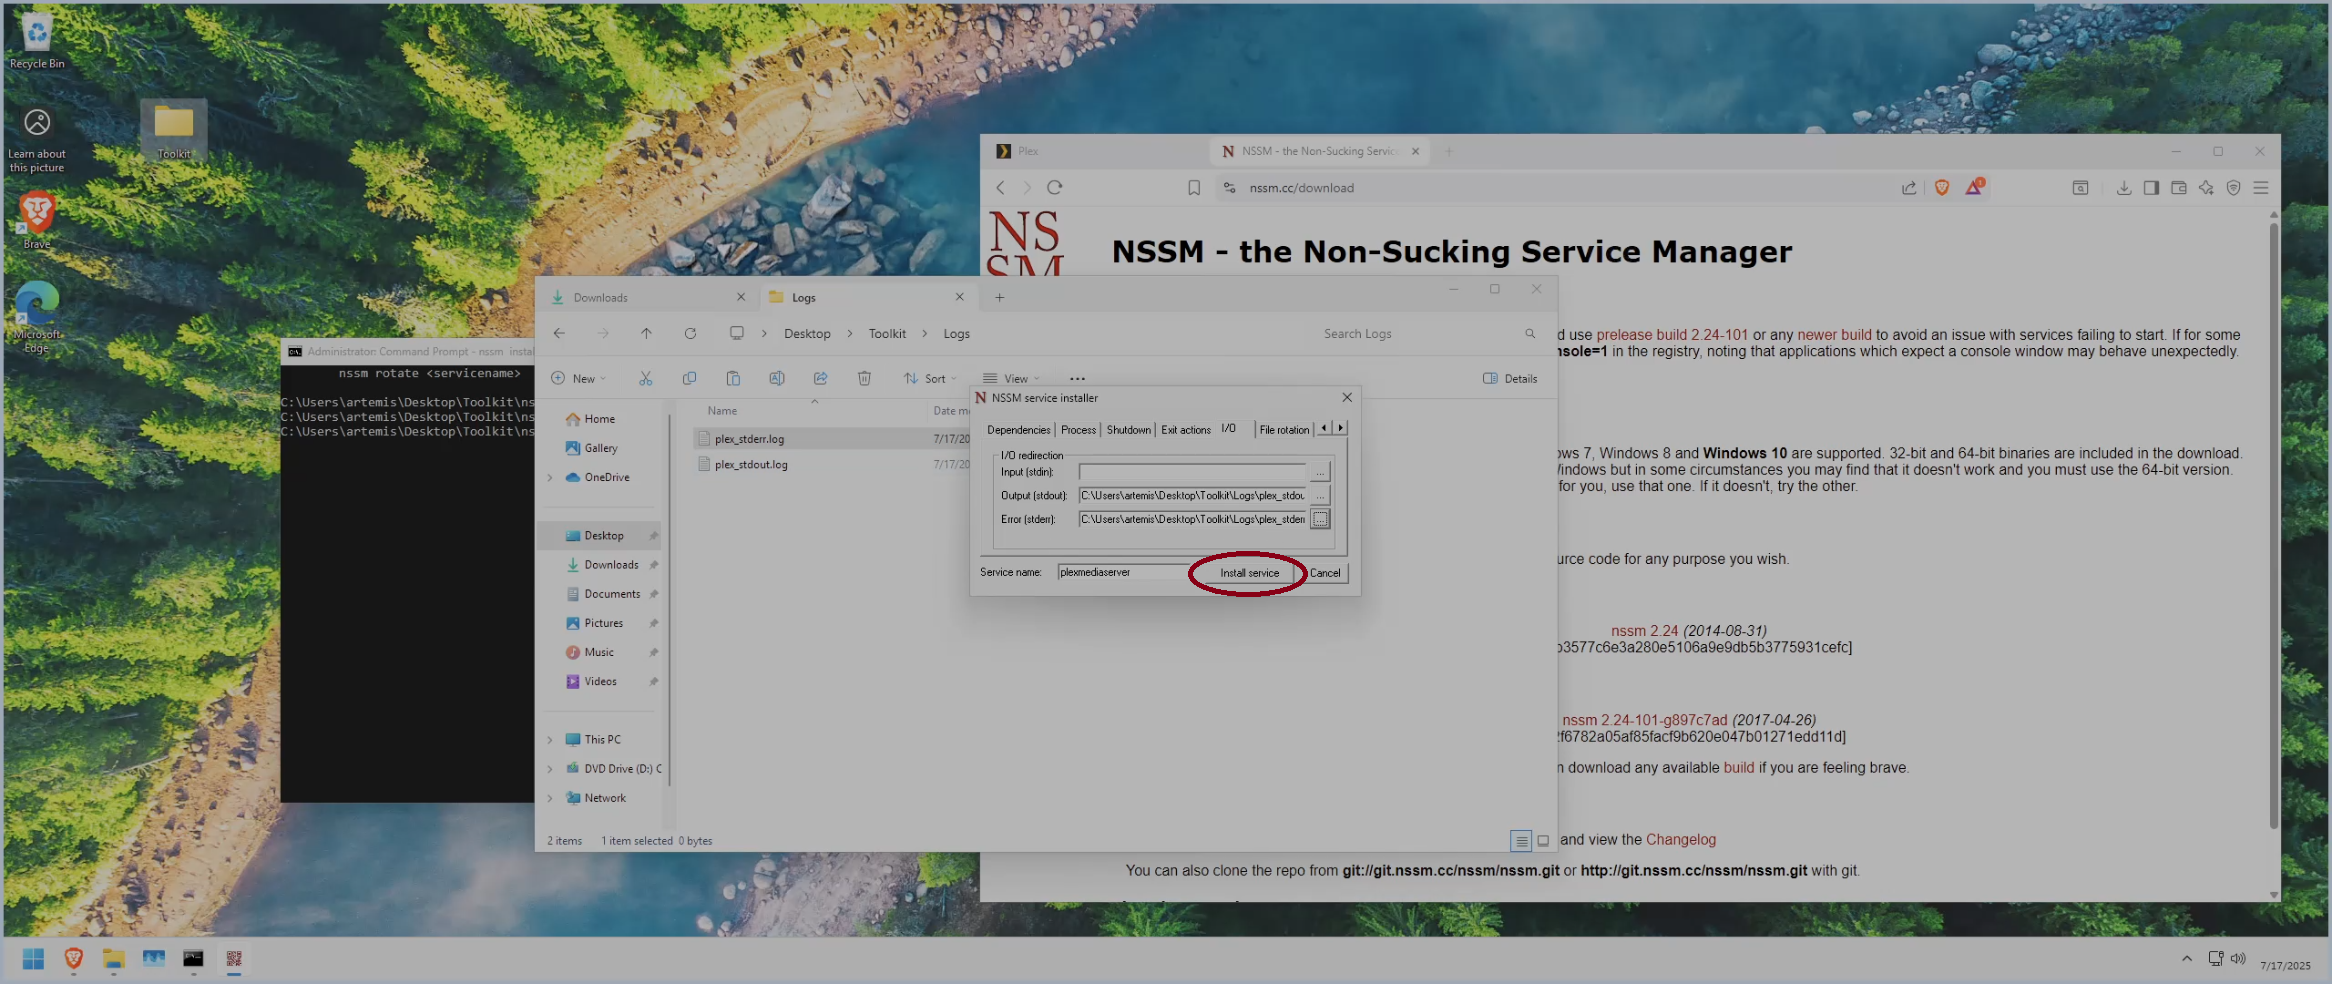 Recycle Bin
Learn about
this picture
Toolkit
Brave
Microsoft
Edge
Plex
NSSM - the Non-Sucking Servic
nssm.cc/download
NS
SM
NSSM - the Non-Sucking Service Manager
d use prelease build 2.24-101 or any newer build to avoid an issue with services failing to start. If for some
nsole=1 in the registry, noting that applications which expect a console window may behave unexpectedly.
ows 7, Windows 8 and Windows 10 are supported. 32-bit and 64-bit binaries are included in the download.
Windows but in some circumstances you may find that it doesn't work and you must use the 64-bit version.
for you, use that one. If it doesn't, try the other.
urce code for any purpose you wish.
nssm 2.24 (2014-08-31)
b3577c6e3a280e5106a9e9db5b3775931cefc]
nssm 2.24-101-g897c7ad (2017-04-26)
2f6782a05af85facf9b620e047b01271edd11d]
n download any available build if you are feeling brave.
and view the Changelog
You can also clone the repo from git://git.nssm.cc/nssm/nssm.git or http://git.nssm.cc/nssm/nssm.git with git.
Administrator: Command Prompt - nssm instal
nssm rotate <servicename>
C:\Users\artemis\Desktop\Toolkit\ns
C:\Users\artemis\Desktop\Toolkit\ns
C:\Users\artemis\Desktop\Toolkit\ns
Downloads
Logs
Desktop > Toolkit > Logs
Search Logs
New
Sort
View
Details
Home
Gallery
OneDrive
Desktop
Downloads
Documents
Pictures
Music
Videos
This PC
DVD Drive (D:) C
Network
Name
Date m
plex_stderr.log 7/17/20
plex_stdout.log 7/17/20
2 items 1 item selected 0 bytes
NSSM service installer
Dependencies Process Shutdown Exit actions I/O File rotation
I/O redirection
Input (stdin):
Output (stdout): C:\Users\artemis\Desktop\Toolkit\Logs\plex_stdou
Error (stderr): C:\Users\artemis\Desktop\Toolkit\Logs\plex_stderr
Service name: plexmediaserver Install service Cancel
7/17/2025